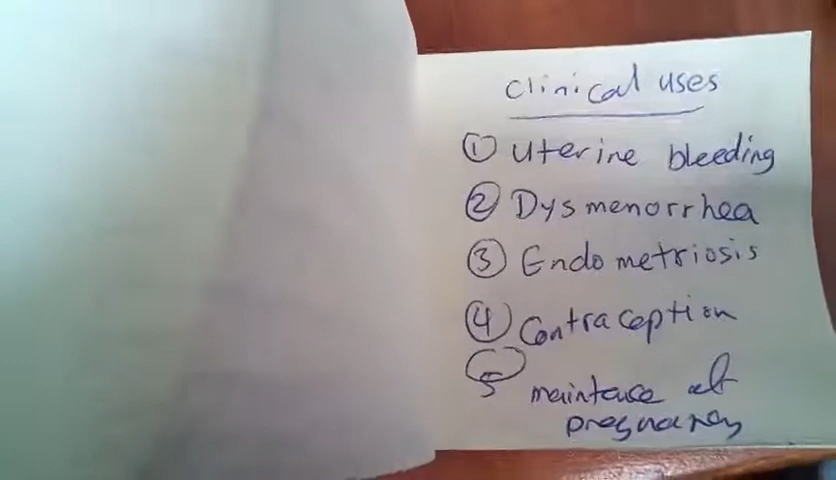 Clinical uses
① Uterine bleeding
② Dysmenorrhea
③ Endometriosis
④ Contraception
5 maintance of
pregnancy